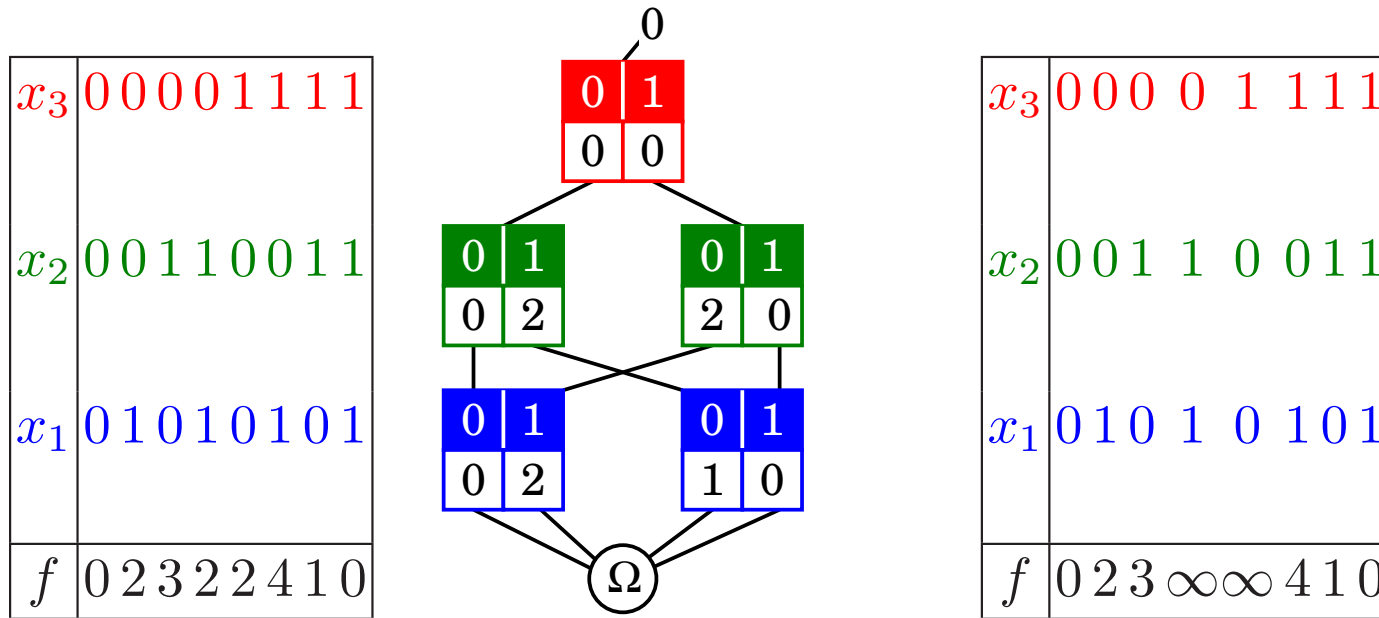 x₃ 0 0 0 0 1 1 1 1
x₂ 0 0 1 1 0 0 1 1
x₁ 0 1 0 1 0 1 0 1
f 0 2 3 2 2 4 1 0
0
0 1
0 0
0 1
0 2
0 1
2 0
0 1
0 2
0 1
1 0
Ω
x₃ 0 0 0 0 1 1 1 1
x₂ 0 0 1 1 0 0 1 1
x₁ 0 1 0 1 0 1 0 1
f 0 2 3 ∞ ∞ 4 1 0